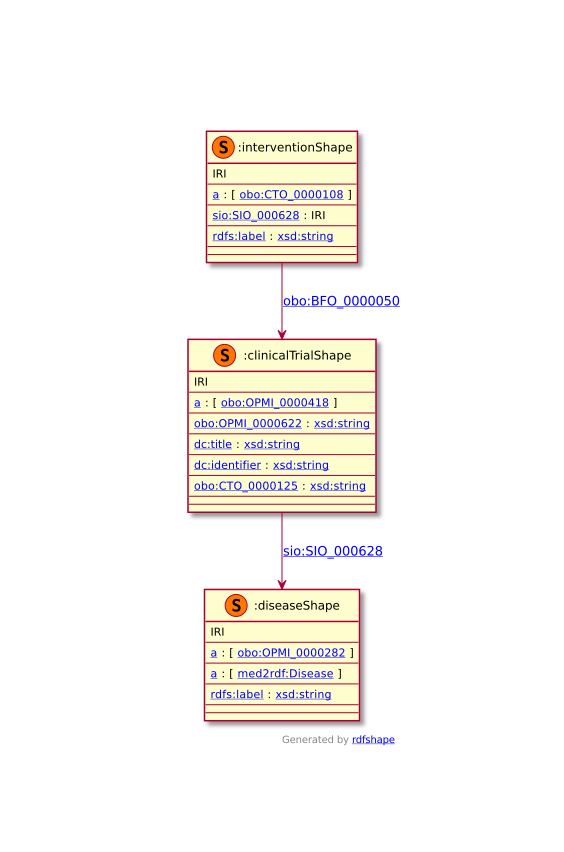 S :interventionShape
IRI
a : [ obo:CTO_0000108 ]
sio:SIO_000628 : IRI
rdfs:label : xsd:string
obo:BFO_0000050
S :clinicalTrialShape
IRI
a : [ obo:OPMI_0000418 ]
obo:OPMI_0000622 : xsd:string
dc:title : xsd:string
dc:identifier : xsd:string
obo:CTO_0000125 : xsd:string
sio:SIO_000628
S :diseaseShape
IRI
a : [ obo:OPMI_0000282 ]
a : [ med2rdf:Disease ]
rdfs:label : xsd:string
Generated by rdfshape